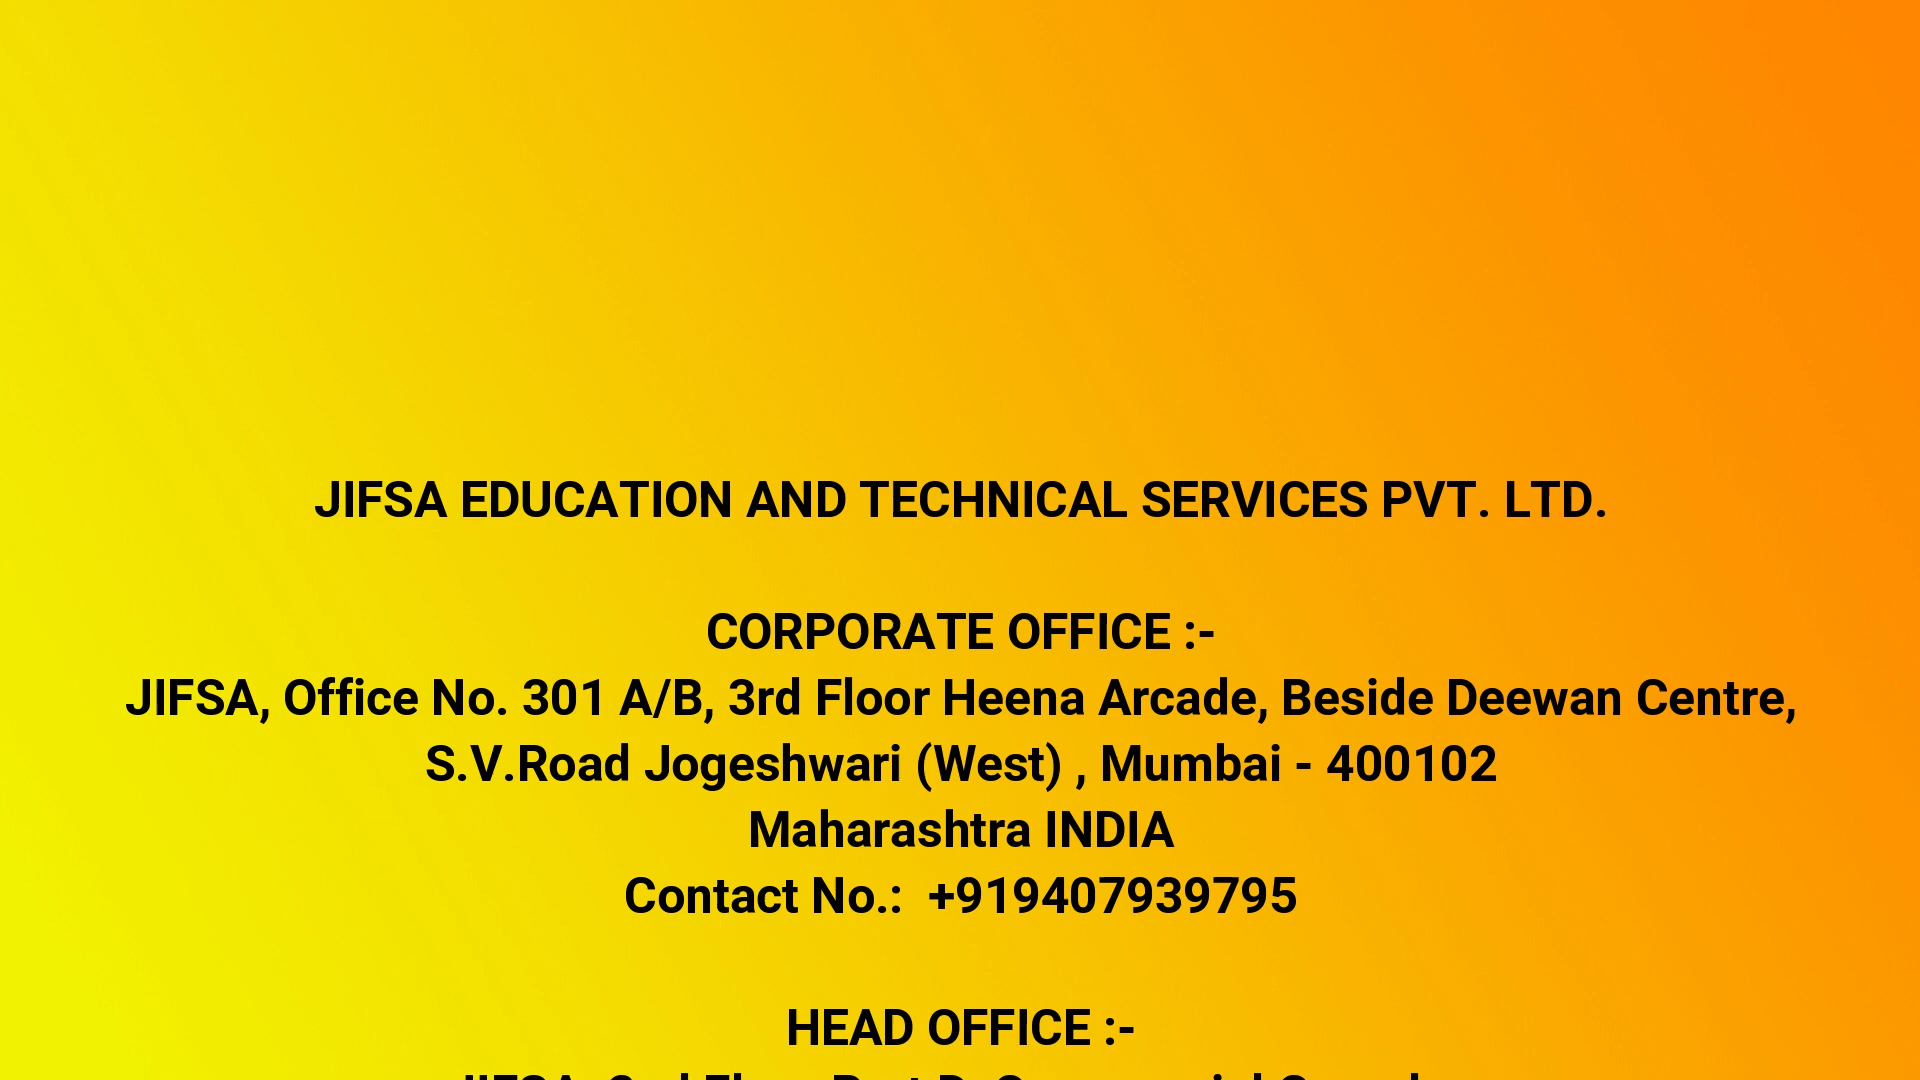 JIFSA EDUCATION AND TECHNICAL SERVICES PVT. LTD.
CORPORATE OFFICE :-
JIFSA, Office No. 301 A/B, 3rd Floor Heena Arcade, Beside Deewan Centre,
S.V.Road Jogeshwari (West) , Mumbai - 400102
Maharashtra INDIA
Contact No.: +919407939795
HEAD OFFICE :-